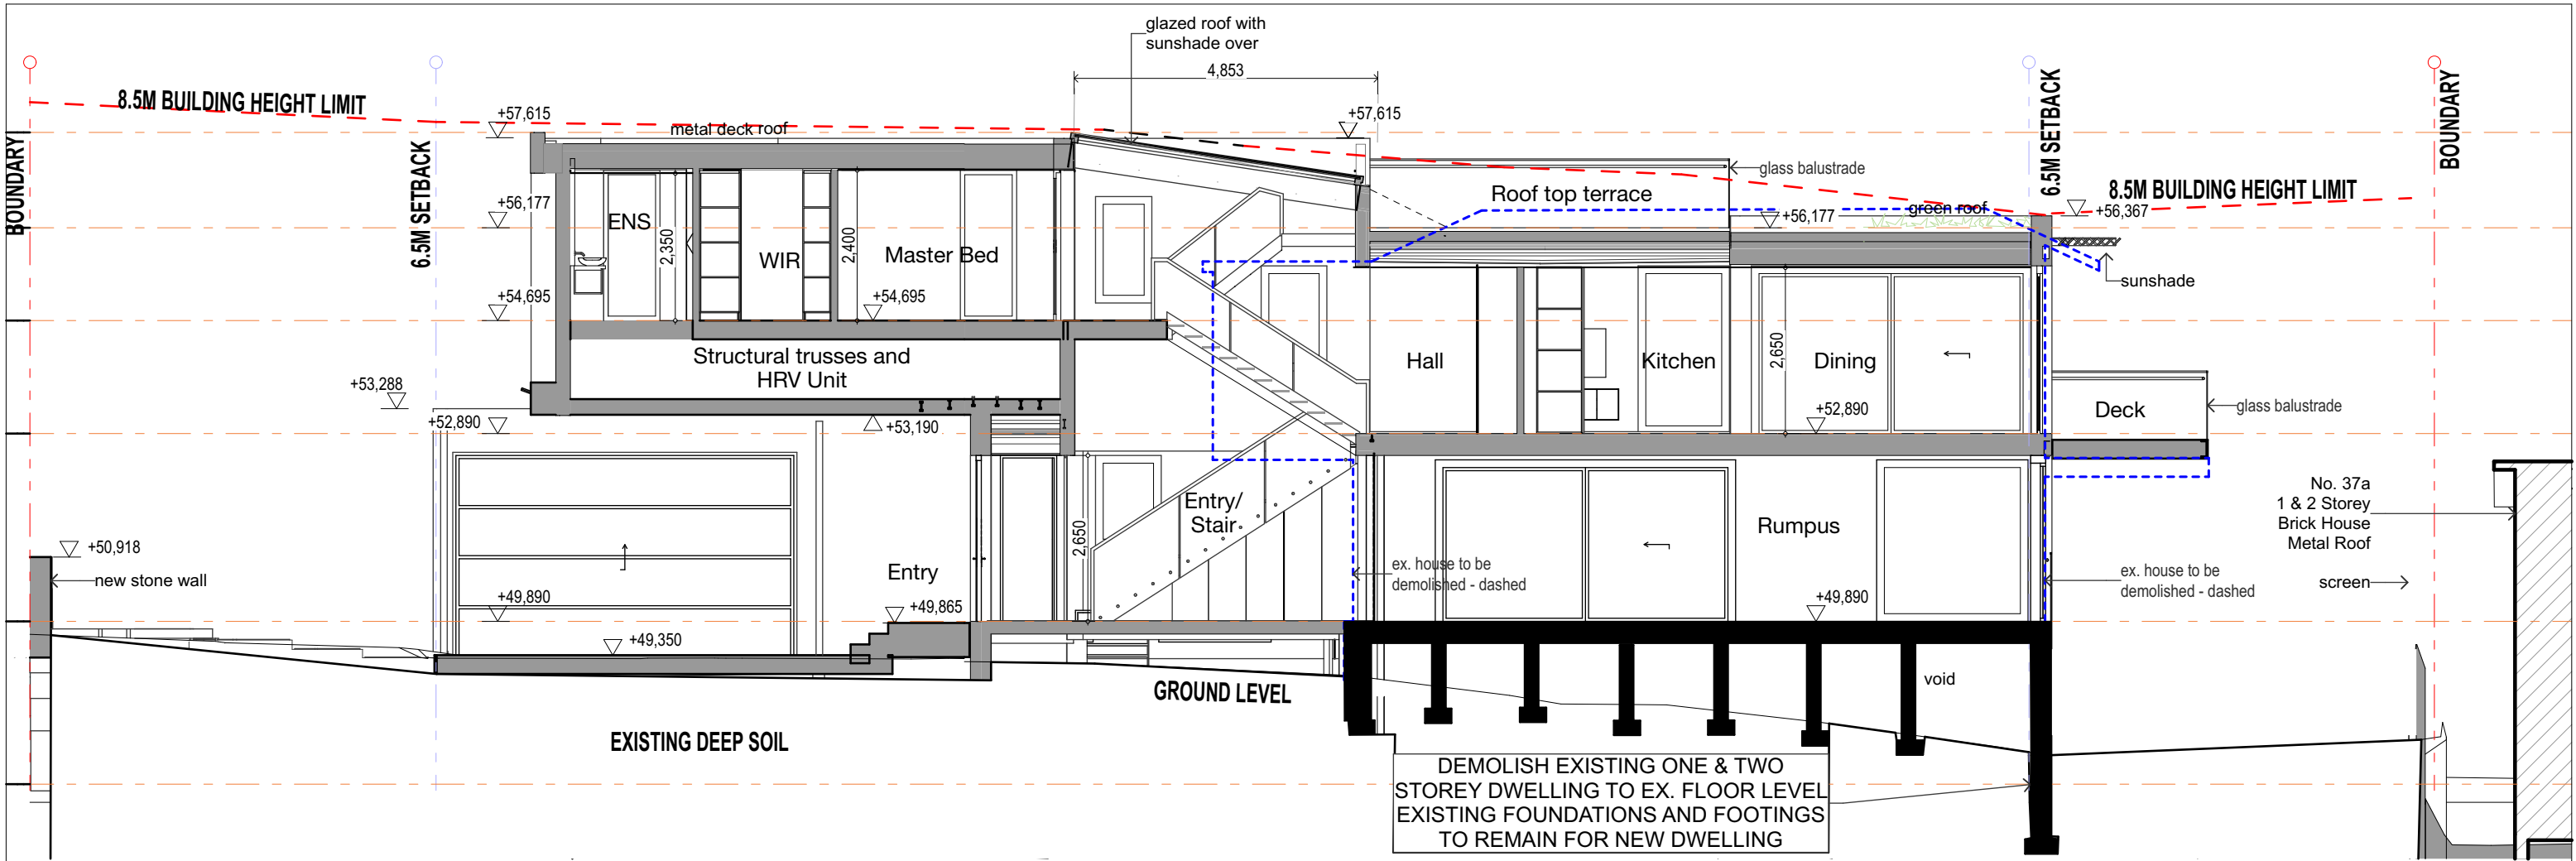 glazed roof with
sunshade over
4,853
8.5M BUILDING HEIGHT LIMIT
+57,615
metal deck roof
+57,615
BOUNDARY
6.5M SETBACK
6.5M SETBACK
BOUNDARY
glass balustrade
8.5M BUILDING HEIGHT LIMIT
Roof top terrace
+56,177
ENS
2,350
WIR
2,400
Master Bed
+56,177
green roof
+56,367
sunshade
+54,695
+54,695
Structural trusses and
HRV Unit
Hall
Kitchen
2,650
Dining
+53,288
+52,890
+53,190
+52,890
Deck
glass balustrade
No. 37a
1 & 2 Storey
Brick House
Metal Roof
Entry/
Stair
2,650
Rumpus
+50,918
new stone wall
Entry
ex. house to be
demolished - dashed
ex. house to be
demolished - dashed
screen
+49,890
+49,865
+49,890
+49,350
GROUND LEVEL
void
EXISTING DEEP SOIL
DEMOLISH EXISTING ONE & TWO
STOREY DWELLING TO EX. FLOOR LEVEL
EXISTING FOUNDATIONS AND FOOTINGS
TO REMAIN FOR NEW DWELLING